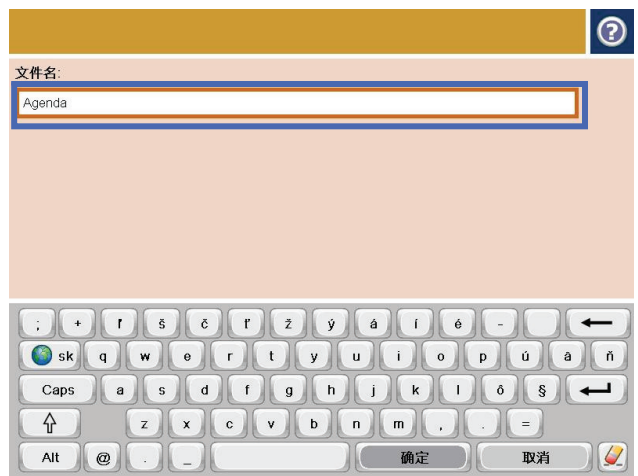 ?
文件名:
Agenda
; + ŕ š č ť ž ý á í é -
sk q w e r t y u i o p ú ä ň
Caps a s d f g h j k l ô §
z x c v b n m , . =
Alt @ . _ 确定 取消